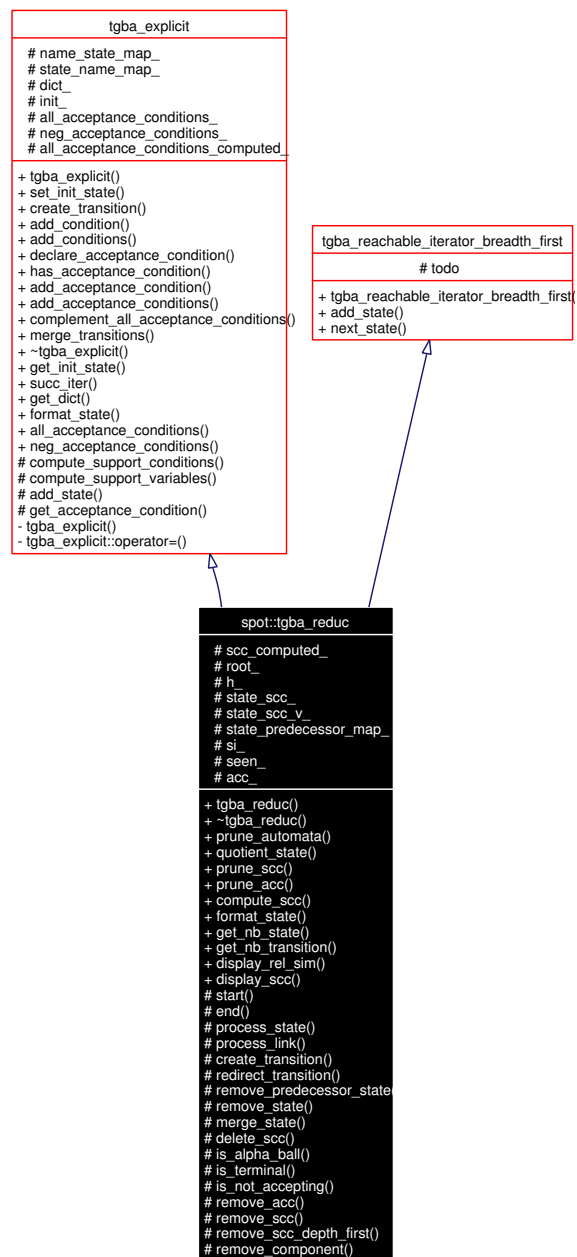 tgba_explicit
# name_state_map_
# state_name_map_
# dict_
# init_
# all_acceptance_conditions_
# neg_acceptance_conditions_
# all_acceptance_conditions_computed_
+ tgba_explicit()
+ set_init_state()
+ create_transition()
+ add_condition()
+ add_conditions()
+ declare_acceptance_condition()
+ has_acceptance_condition()
+ add_acceptance_condition()
+ add_acceptance_conditions()
+ complement_all_acceptance_conditions()
+ merge_transitions()
+ ~tgba_explicit()
+ get_init_state()
+ succ_iter()
+ get_dict()
+ format_state()
+ all_acceptance_conditions()
+ neg_acceptance_conditions()
# compute_support_conditions()
# compute_support_variables()
# add_state()
# get_acceptance_condition()
- tgba_explicit()
- tgba_explicit::operator=()
tgba_reachable_iterator_breadth_first
# todo
+ tgba_reachable_iterator_breadth_first()
+ add_state()
+ next_state()
spot::tgba_reduc
# scc_computed_
# root_
# h_
# state_scc_
# state_scc_v_
# state_predecessor_map_
# si_
# seen_
# acc_
+ tgba_reduc()
+ ~tgba_reduc()
+ prune_automata()
+ quotient_state()
+ prune_scc()
+ prune_acc()
+ compute_scc()
+ format_state()
+ get_nb_state()
+ get_nb_transition()
+ display_rel_sim()
+ display_scc()
# start()
# end()
# process_state()
# process_link()
# create_transition()
# redirect_transition()
# remove_predecessor_state()
# remove_state()
# merge_state()
# delete_scc()
# is_alpha_ball()
# is_terminal()
# is_not_accepting()
# remove_acc()
# remove_scc()
# remove_scc_depth_first()
# remove_component()